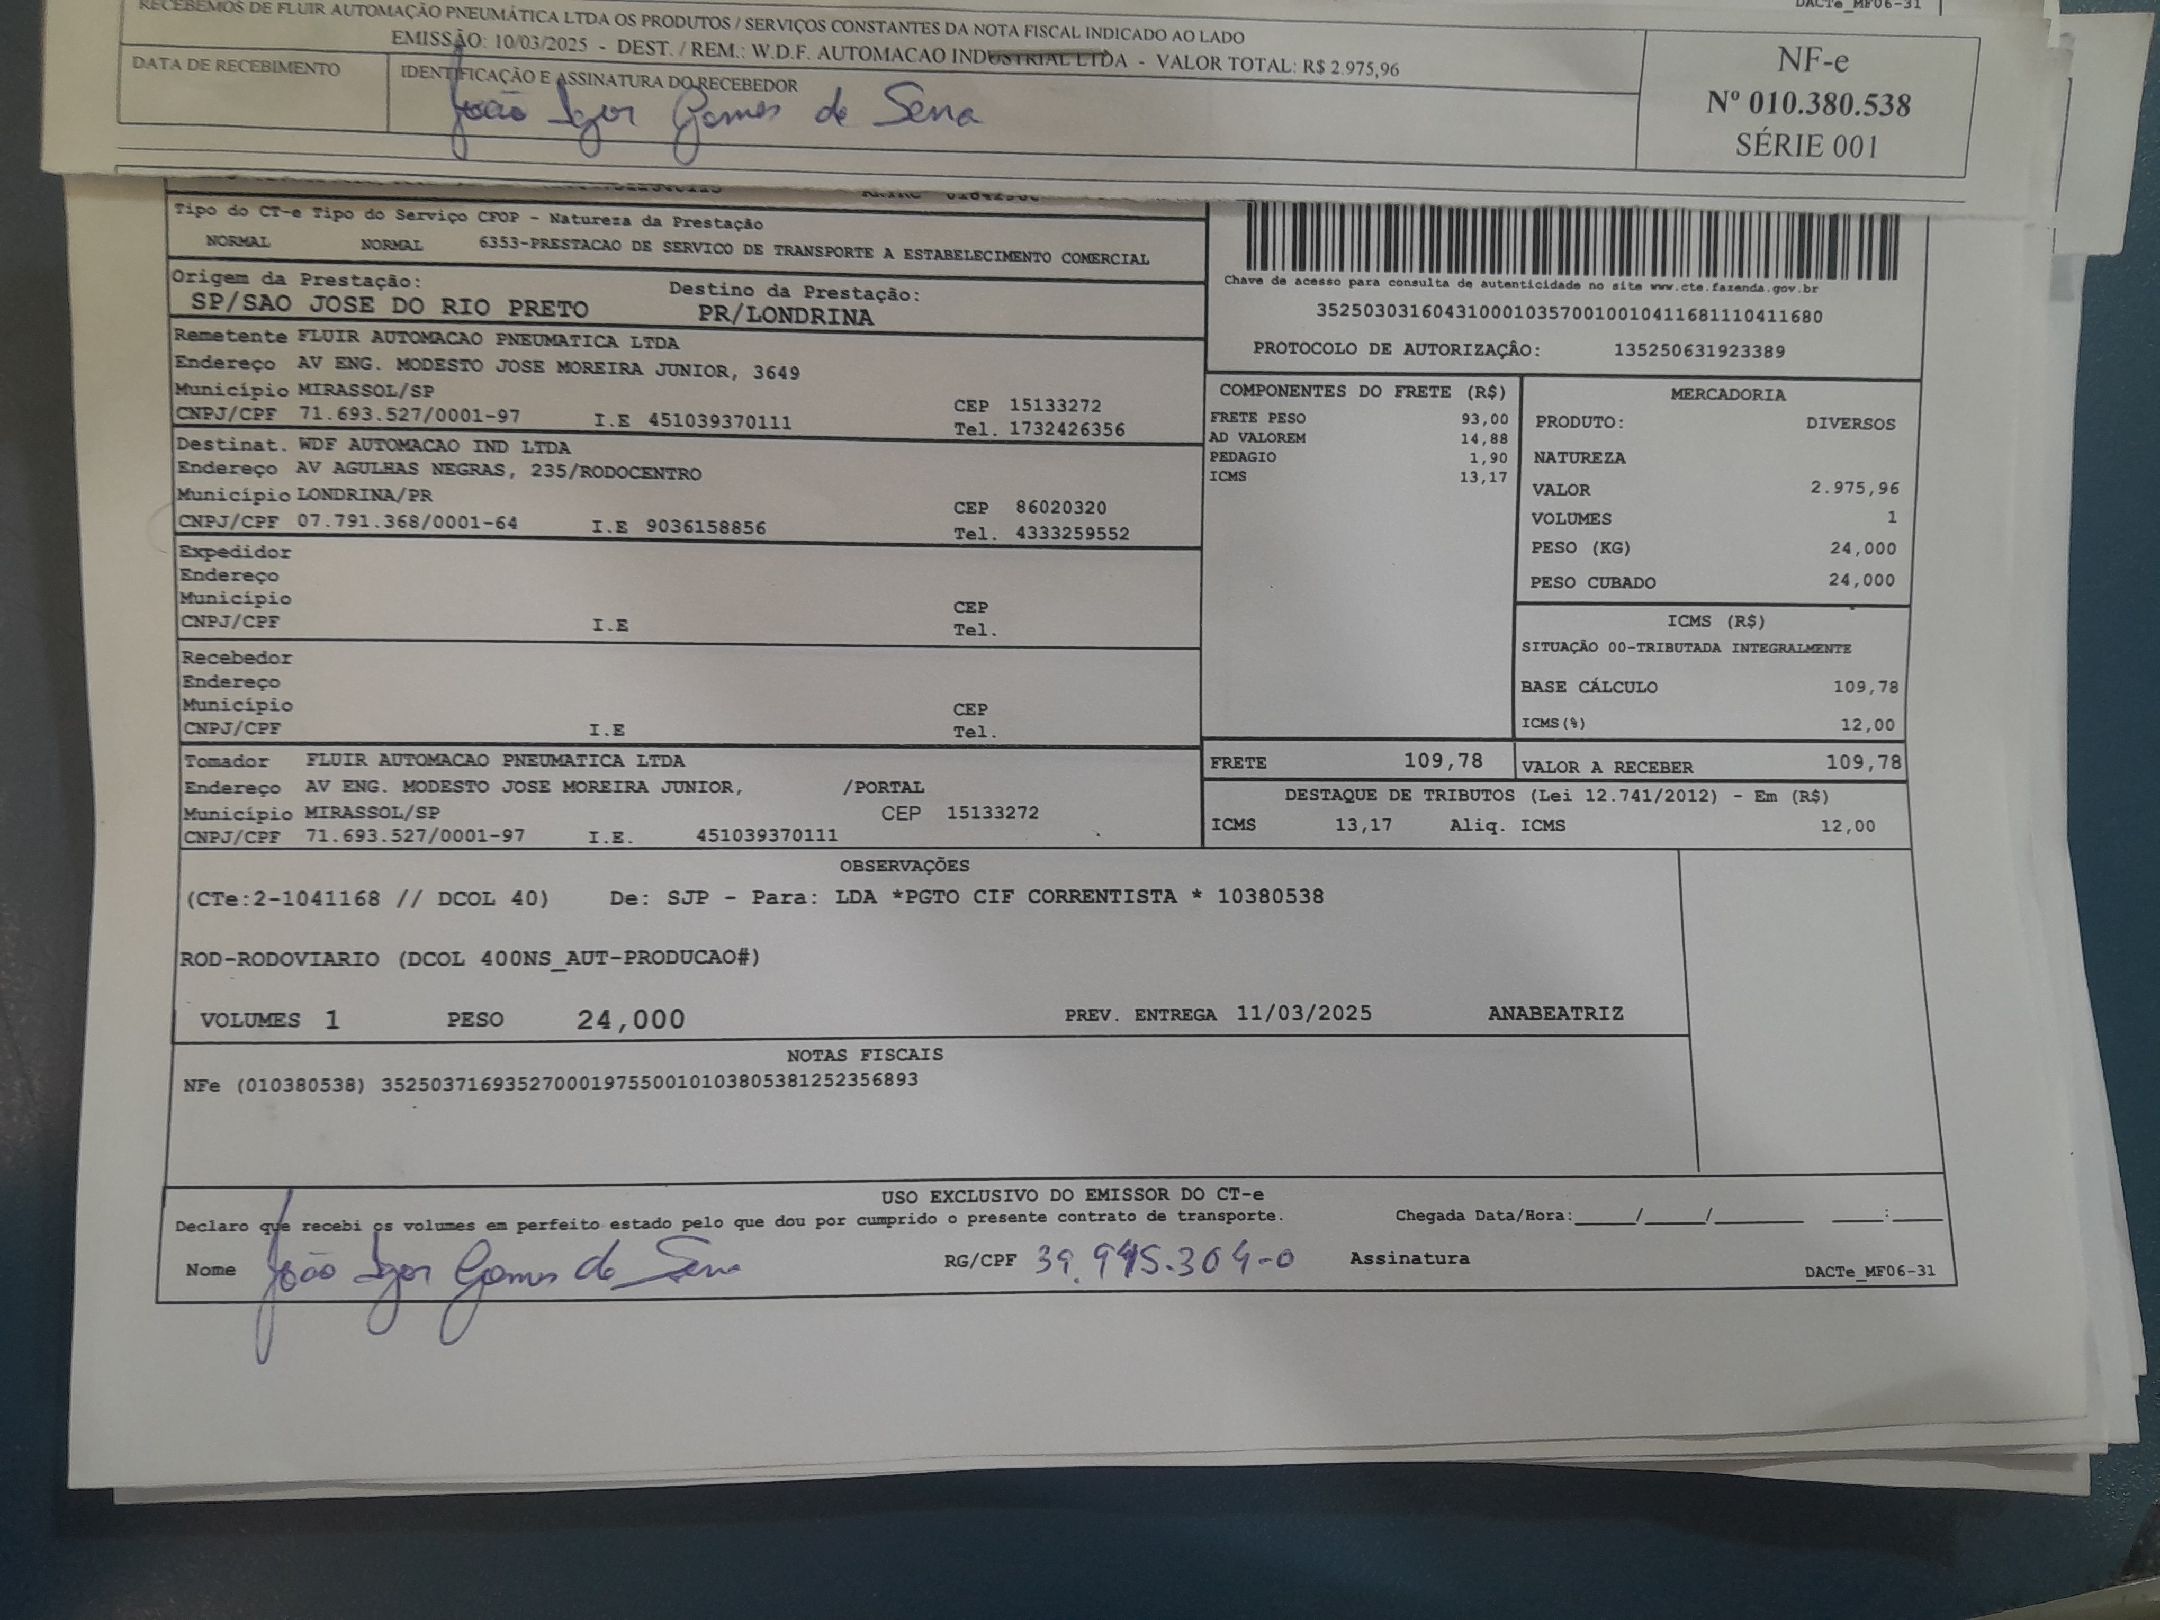 DACTe_MF06-31
RECEBEMOS DE FLUIR AUTOMAÇÃO PNEUMÁTICA LTDA OS PRODUTOS / SERVIÇOS CONSTANTES DA NOTA FISCAL INDICADO AO LADO
EMISSÃO: 10/03/2025 - DEST. / REM.: W.D.F. AUTOMACAO INDUSTRIAL LTDA - VALOR TOTAL: R$ 2.975,96
DATA DE RECEBIMENTO
IDENTIFICAÇÃO E ASSINATURA DO RECEBEDOR
João Igor Gomes de Sena
NF-e
Nº 010.380.538
SÉRIE 001
Tipo do CT-e Tipo do Serviço CFOP - Natureza da Prestação
NORMAL NORMAL 6353-PRESTACAO DE SERVICO DE TRANSPORTE A ESTABELECIMENTO COMERCIAL
Origem da Prestação: Destino da Prestação:
SP/SAO JOSE DO RIO PRETO PR/LONDRINA
Remetente FLUIR AUTOMACAO PNEUMATICA LTDA
Endereço AV ENG. MODESTO JOSE MOREIRA JUNIOR, 3649
Município MIRASSOL/SP CEP 15133272
CNPJ/CPF 71.693.527/0001-97 I.E 451039370111 Tel. 1732426356
Destinat. WDF AUTOMACAO IND LTDA
Endereço AV AGULHAS NEGRAS, 235/RODOCENTRO
Município LONDRINA/PR CEP 86020320
CNPJ/CPF 07.791.368/0001-64 I.E 9036158856 Tel. 4333259552
Expedidor
Endereço
Município CEP
CNPJ/CPF I.E Tel.
Recebedor
Endereço
Município CEP
CNPJ/CPF I.E Tel.
Tomador FLUIR AUTOMACAO PNEUMATICA LTDA
Endereço AV ENG. MODESTO JOSE MOREIRA JUNIOR, /PORTAL
Município MIRASSOL/SP CEP 15133272
CNPJ/CPF 71.693.527/0001-97 I.E. 451039370111
Chave de acesso para consulta de autenticidade no site www.cte.fazenda.gov.br
35250303160431000103570010010411681110411680
PROTOCOLO DE AUTORIZAÇÂO: 135250631923389
COMPONENTES DO FRETE (R$)
FRETE PESO 93,00
AD VALOREM 14,88
PEDAGIO 1,90
ICMS 13,17
MERCADORIA
PRODUTO: DIVERSOS
NATUREZA
VALOR 2.975,96
VOLUMES 1
PESO (KG) 24,000
PESO CUBADO 24,000
ICMS (R$)
SITUAÇÃO 00-TRIBUTADA INTEGRALMENTE
BASE CÁLCULO 109,78
ICMS(%) 12,00
FRETE 109,78 VALOR A RECEBER 109,78
DESTAQUE DE TRIBUTOS (Lei 12.741/2012) - Em (R$)
ICMS 13,17 Aliq. ICMS 12,00
OBSERVAÇÕES
(CTe:2-1041168 // DCOL 40) De: SJP - Para: LDA *PGTO CIF CORRENTISTA * 10380538
ROD-RODOVIARIO (DCOL 400NS_AUT-PRODUCAO#)
VOLUMES 1 PESO 24,000 PREV. ENTREGA 11/03/2025 ANABEATRIZ
NOTAS FISCAIS
NFe (010380538) 35250371693527000197550010103805381252356893
USO EXCLUSIVO DO EMISSOR DO CT-e
Declaro que recebi os volumes em perfeito estado pelo que dou por cumprido o presente contrato de transporte. Chegada Data/Hora:____/____/______ ___:___
Nome João Igor Gomes de Sena RG/CPF 39.945.304-0 Assinatura
DACTe_MF06-31